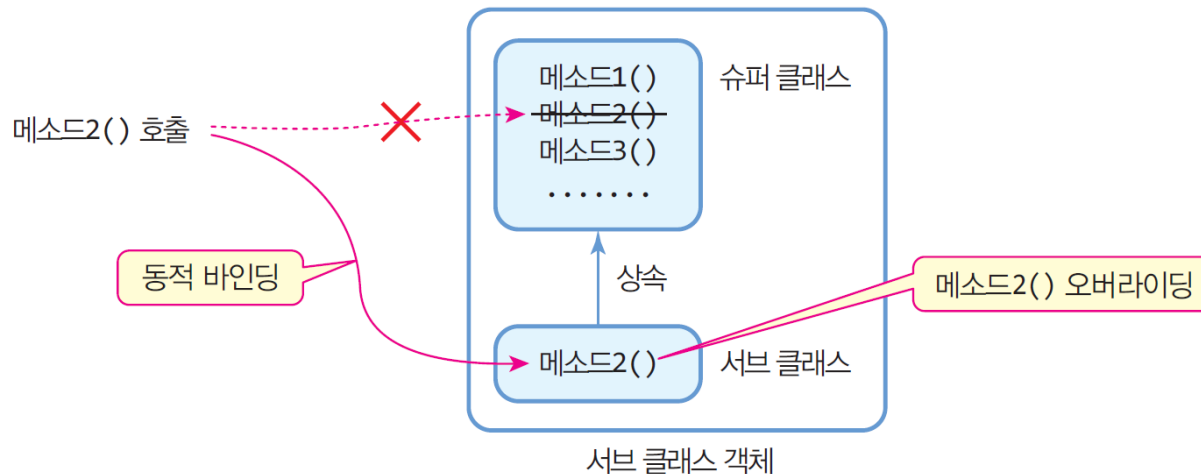 메소드1()
슈퍼 클래스
메소드2()
메소드2() 호출
메소드3()
.......
동적 바인딩
상속
메소드2() 오버라이딩
메소드2()
서브 클래스
서브 클래스 객체